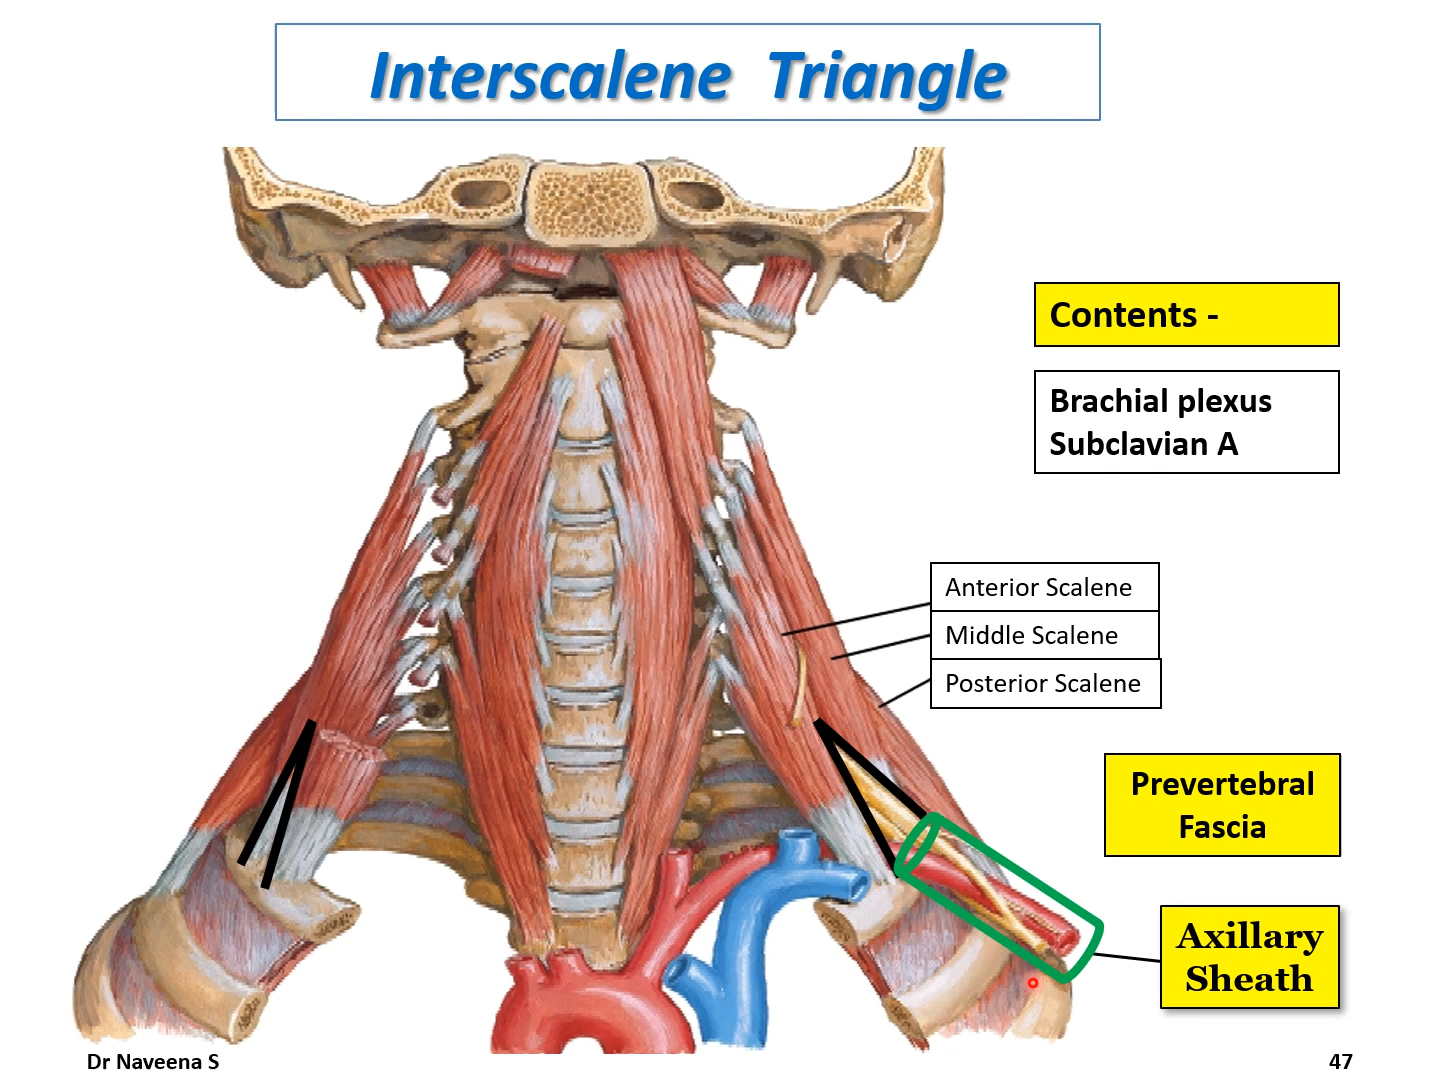 Interscalene Triangle
Contents -
Brachial plexus
Subclavian A
Anterior Scalene
Middle Scalene
Posterior Scalene
Prevertebral
Fascia
Axillary
Sheath
Dr Naveena S
47